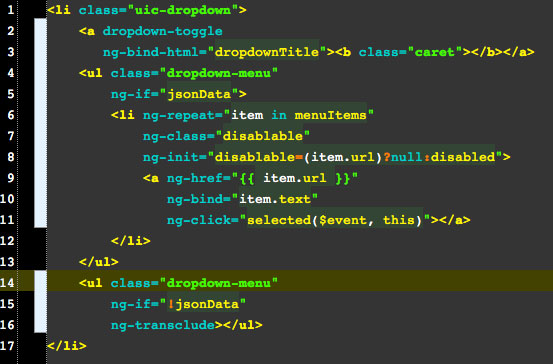 1 <li class="uic-dropdown">
2 <a dropdown-toggle
3 ng-bind-html="dropdownTitle"><b class="caret"></b></a>
4 <ul class="dropdown-menu"
5 ng-if="jsonData">
6 <li ng-repeat="item in menuItems"
7 ng-class="disablable"
8 ng-init="disablable=(item.url)?null:disabled">
9 <a ng-href="{{ item.url }}"
10 ng-bind="item.text"
11 ng-click="selected($event, this)"></a>
12 </li>
13 </ul>
14 <ul class="dropdown-menu"
15 ng-if="!jsonData"
16 ng-transclude></ul>
17 </li>